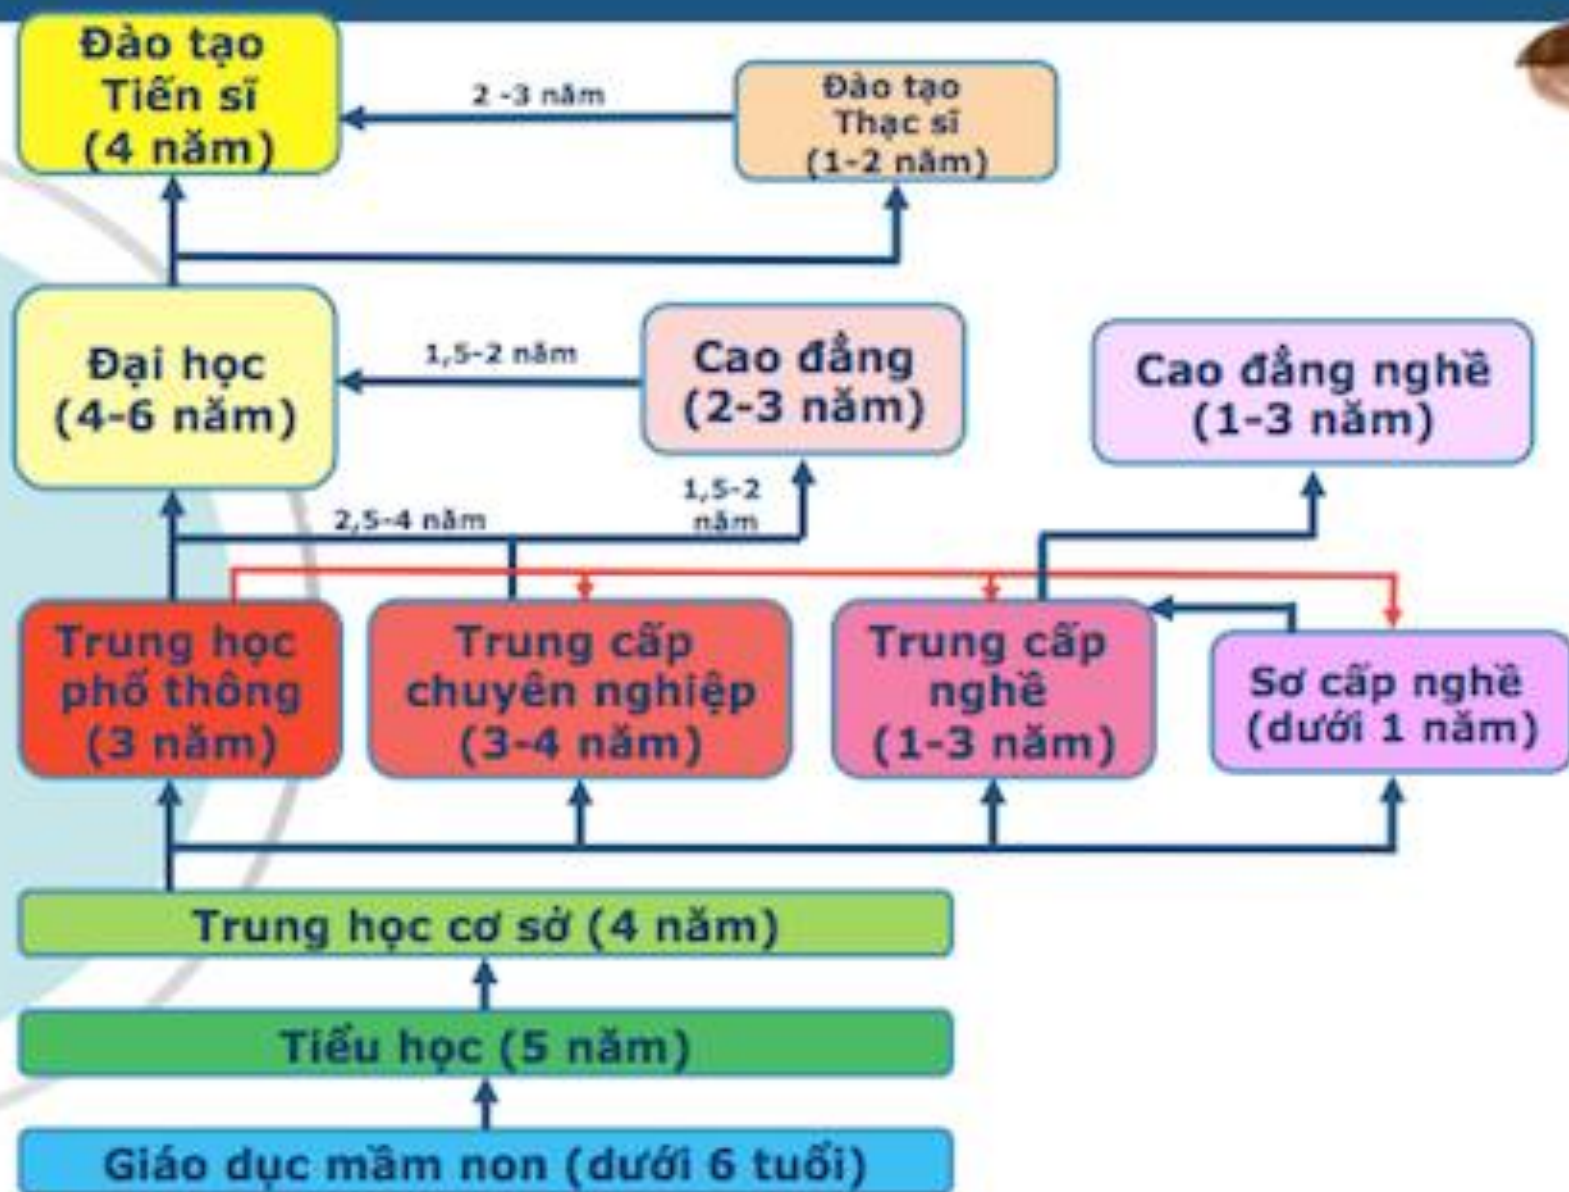 Đào tạo
Tiến sĩ
(4 năm)
2 -3 năm
Đào tạo
Thạc sĩ
(1-2 năm)
Đại học
(4-6 năm)
1,5-2 năm
Cao đẳng
(2-3 năm)
Cao đẳng nghề
(1-3 năm)
2,5-4 năm
1,5-2
năm
Trung học
phổ thông
(3 năm)
Trung cấp
chuyên nghiệp
(3-4 năm)
Trung cấp
nghề
(1-3 năm)
Sơ cấp nghề
(dưới 1 năm)
Trung học cơ sở (4 năm)
Tiểu học (5 năm)
Giáo dục mầm non (dưới 6 tuổi)